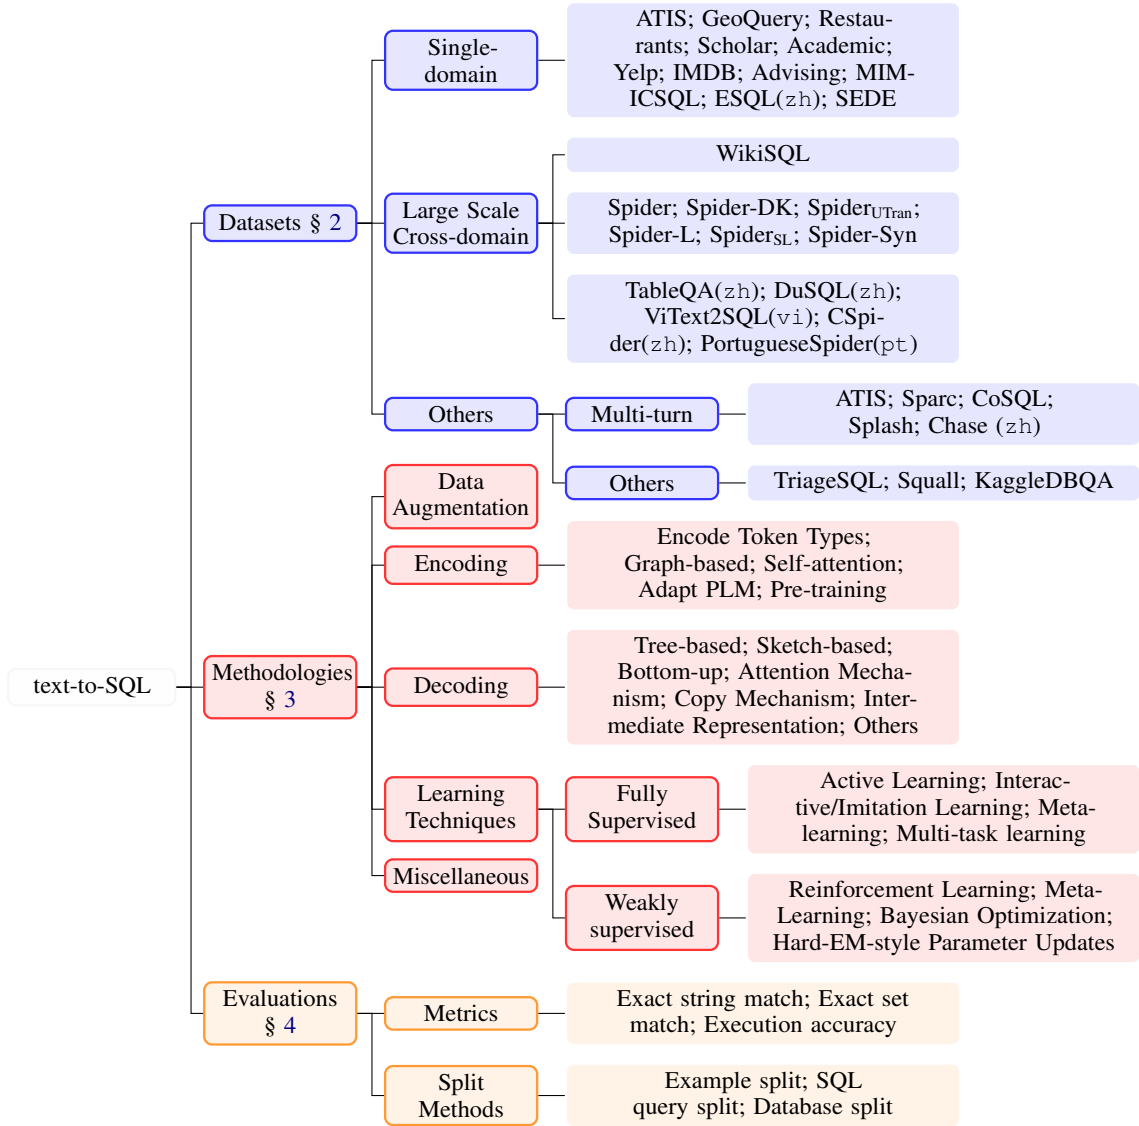 text-to-SQL
Datasets § 2
Single-
domain
ATIS; GeoQuery; Restau-
rants; Scholar; Academic;
Yelp; IMDB; Advising; MIM-
ICSQL; ESQL(zh); SEDE
Large Scale
Cross-domain
WikiSQL
Spider; Spider-DK; SpiderUTran;
Spider-L; SpiderSL; Spider-Syn
TableQA(zh); DuSQL(zh);
ViText2SQL(vi); CSpi-
der(zh); PortugueseSpider(pt)
Others
Multi-turn
ATIS; Sparc; CoSQL;
Splash; Chase (zh)
Others
TriageSQL; Squall; KaggleDBQA
Methodologies
§ 3
Data
Augmentation
Encoding
Encode Token Types;
Graph-based; Self-attention;
Adapt PLM; Pre-training
Decoding
Tree-based; Sketch-based;
Bottom-up; Attention Mecha-
nism; Copy Mechanism; Inter-
mediate Representation; Others
Learning
Techniques
Fully
Supervised
Active Learning; Interac-
tive/Imitation Learning; Meta-
learning; Multi-task learning
Weakly
supervised
Reinforcement Learning; Meta-
Learning; Bayesian Optimization;
Hard-EM-style Parameter Updates
Miscellaneous
Evaluations
§ 4
Metrics
Exact string match; Exact set
match; Execution accuracy
Split
Methods
Example split; SQL
query split; Database split